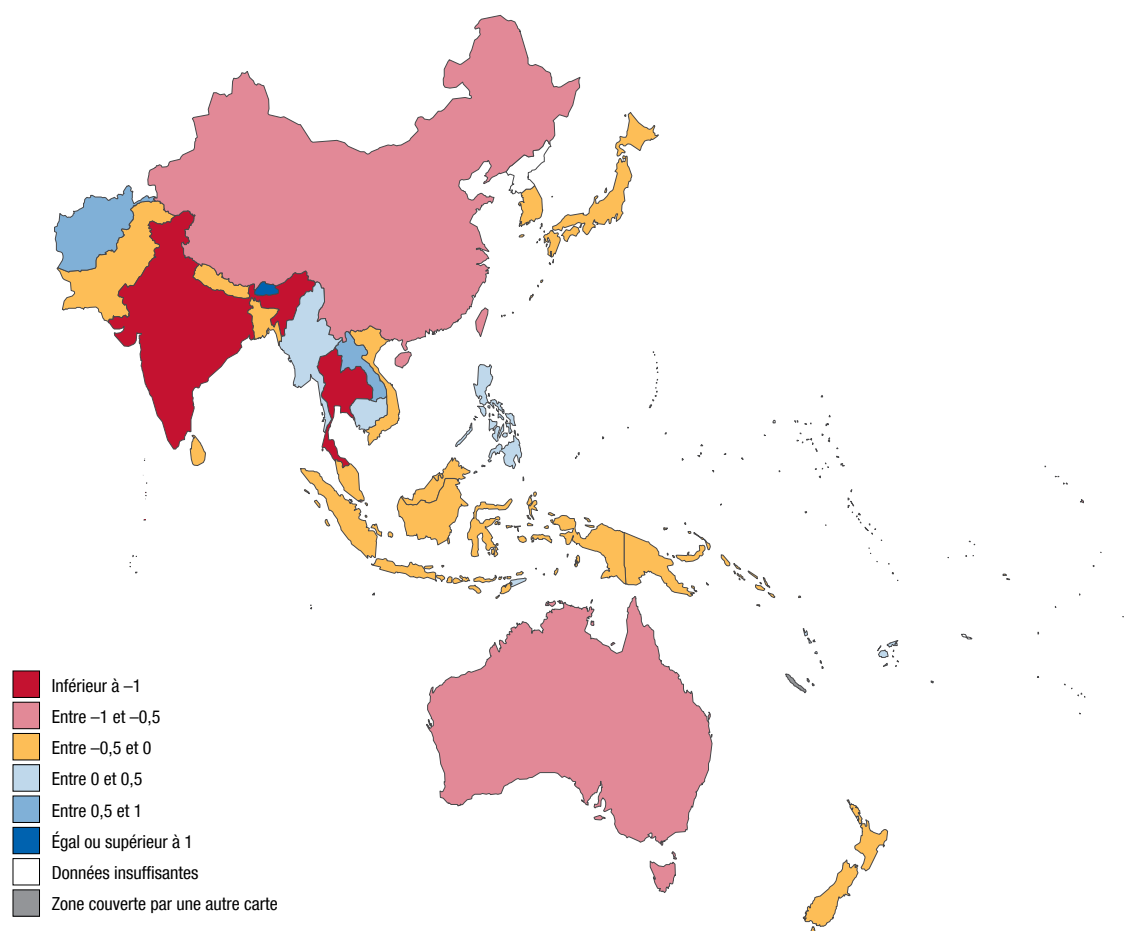 Inférieur à –1
Entre –1 et –0,5
Entre –0,5 et 0
Entre 0 et 0,5
Entre 0,5 et 1
Égal ou supérieur à 1
Données insuffisantes
Zone couverte par une autre carte